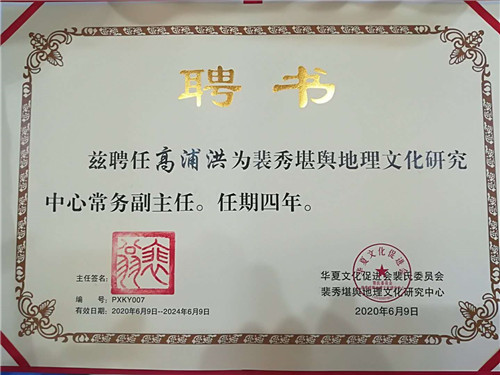 聘书
兹聘任高浦洪为裴秀堪舆地理文化研究
中心常务副主任。任期四年。
主任签名:
编 号: PXKY007
有效日期: 2020年6月9日--2024年6月9日
华夏文化促进会裴氏委员会
裴秀堪舆地理文化研究中心
2020年6月9日